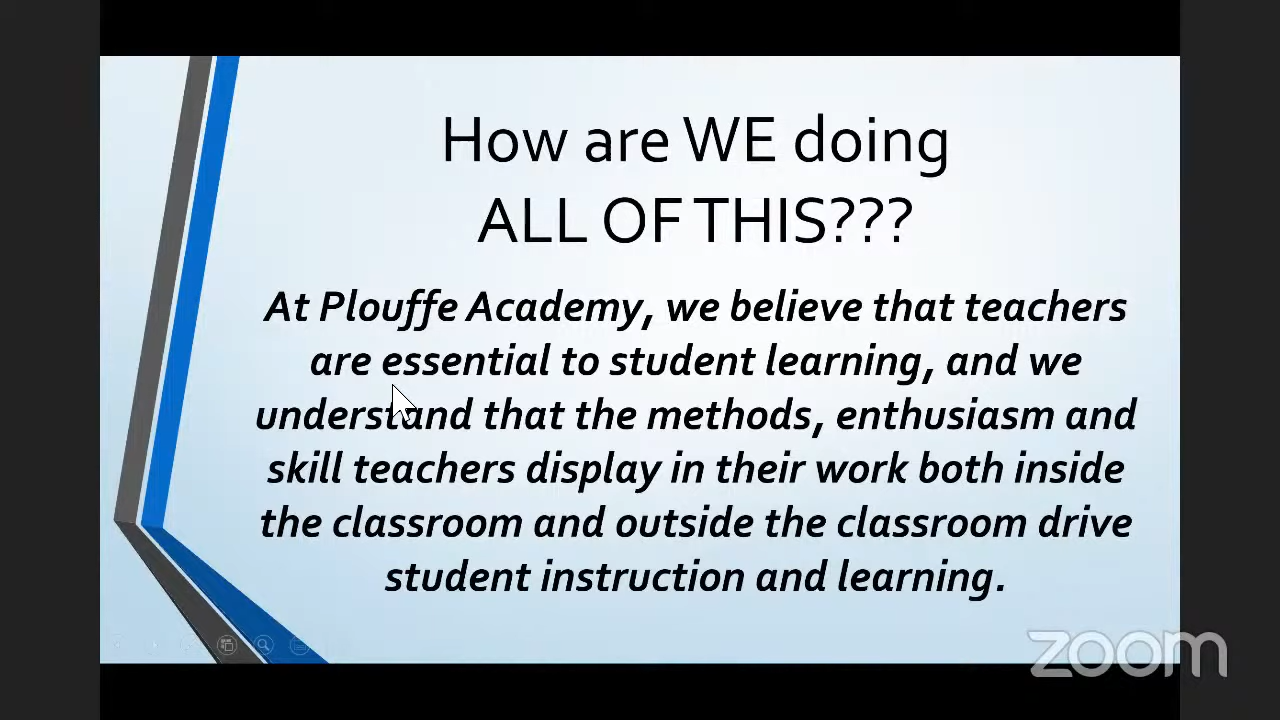 How are WE doing
ALL OF THIS???
At Plouffe Academy, we believe that teachers
are essential to student learning, and we
understand that the methods, enthusiasm and
skill teachers display in their work both inside
the classroom and outside the classroom drive
student instruction and learning.
zoom